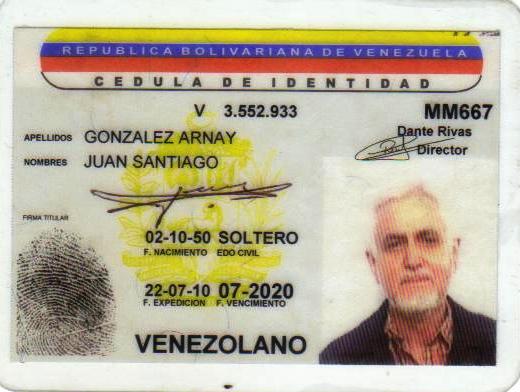 REPUBLICA BOLIVARIANA DE VENEZUELA
CEDULA DE IDENTIDAD
V 3.552.933
MM667
Dante Rivas
Director
APELLIDOS GONZALEZ ARNAY
NOMBRES JUAN SANTIAGO
FIRMA TITULAR
02-10-50 SOLTERO
F. NACIMIENTO EDO CIVIL
22-07-10 07-2020
F. EXPEDICION F. VENCIMIENTO
VENEZOLANO